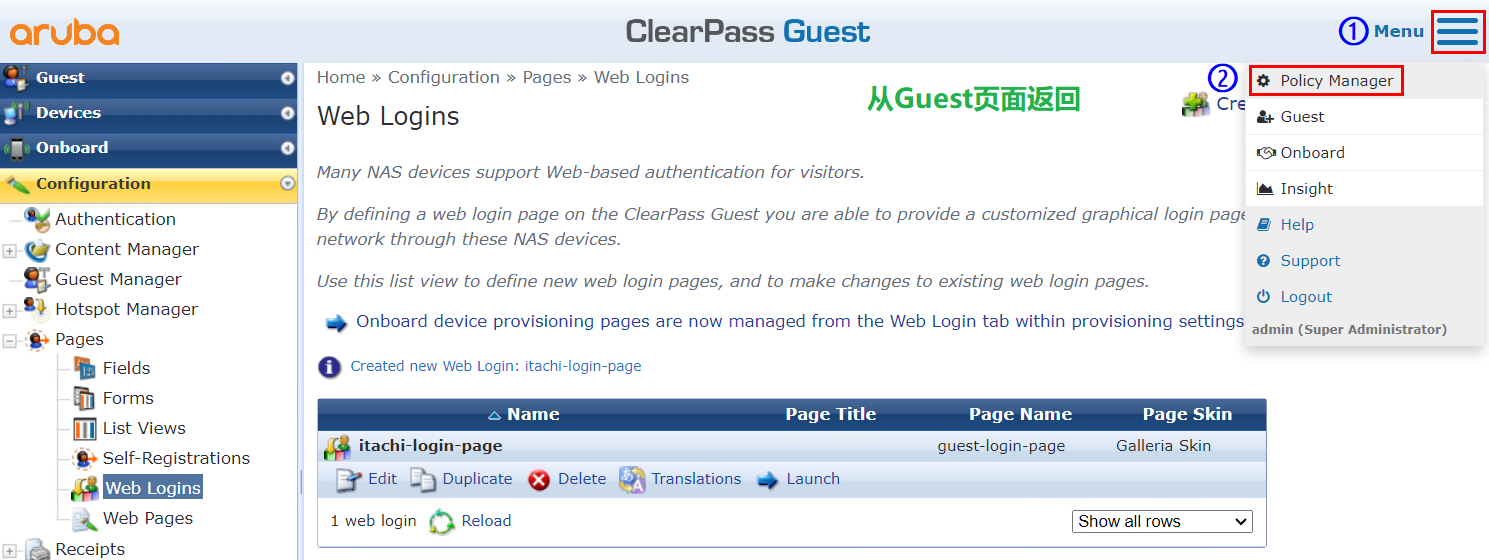 aruba
ClearPass Guest
① Menu
Guest
Devices
Onboard
Configuration
Authentication
Content Manager
Guest Manager
Hotspot Manager
Pages
Fields
Forms
List Views
Self-Registrations
Web Logins
Web Pages
Receipts
Home » Configuration » Pages » Web Logins
从Guest页面返回
Web Logins
② Cre
Policy Manager
Guest
Onboard
Insight
Help
Support
Logout
admin (Super Administrator)
Many NAS devices support Web-based authentication for visitors.
By defining a web login page on the ClearPass Guest you are able to provide a customized graphical login page
network through these NAS devices.
Use this list view to define new web login pages, and to make changes to existing web login pages.
Onboard device provisioning pages are now managed from the Web Login tab within provisioning settings
Created new Web Login: itachi-login-page
Name Page Title Page Name Page Skin
itachi-login-page guest-login-page Galleria Skin
Edit Duplicate Delete Translations Launch
1 web login Reload Show all rows